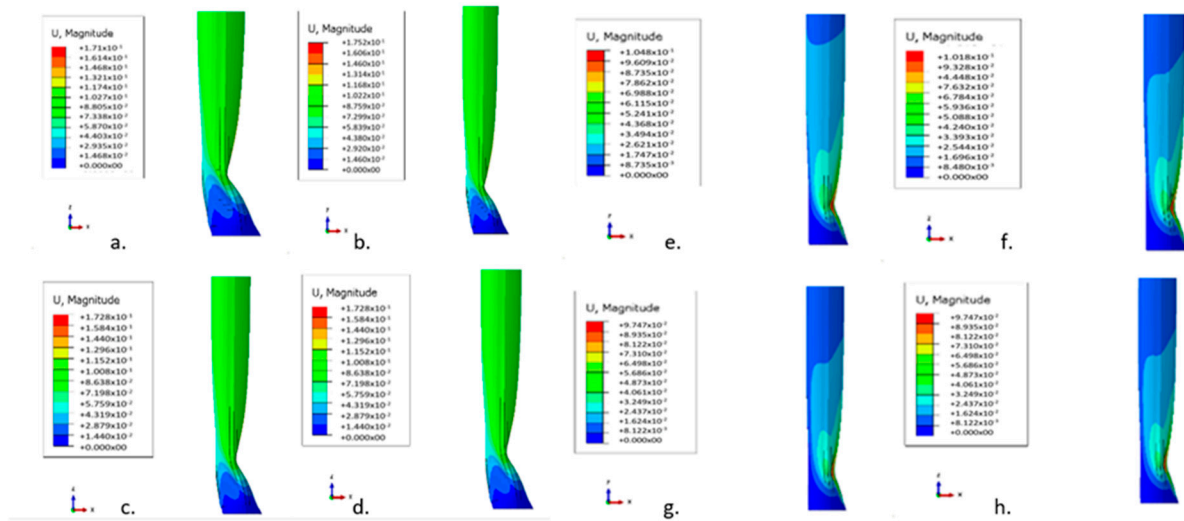 U, Magnitude
+1.71x10⁻¹
+1.614x10⁻¹
+1.468x10⁻¹
+1.321x10⁻¹
+1.174x10⁻¹
+1.027x10⁻¹
+8.805x10⁻²
+7.338x10⁻²
+5.870x10⁻²
+4.403x10⁻²
+2.935x10⁻²
+1.468x10⁻²
+0.000x00
z
x
a.
U, Magnitude
+1.752x10⁻¹
+1.606x10⁻¹
+1.460x10⁻¹
+1.314x10⁻¹
+1.168x10⁻¹
+1.022x10⁻¹
+8.759x10⁻²
+7.299x10⁻²
+5.839x10⁻²
+4.380x10⁻²
+2.920x10⁻²
+1.460x10⁻²
+0.000x00
x
b.
U, Magnitude
+9.609x10⁻²
+8.735x10⁻²
+7.862x10⁻²
+6.988x10⁻²
+6.115x10⁻²
+5.241x10⁻²
+4.368x10⁻²
+3.494x10⁻²
+2.621x10⁻²
+1.747x10⁻²
+8.735x10⁻³
+0.000x00
x
e.
U, Magnitude
+1.018x10⁻¹
+9.328x10⁻²
+4.448x10⁻²
+7.632x10⁻²
+6.784x10⁻²
+5.936x10⁻²
+5.088x10⁻²
+4.240x10⁻²
+3.393x10⁻²
+2.544x10⁻²
+1.696x10⁻²
+8.480x10⁻³
+0.000x00
x
f.
U, Magnitude
+1.728x10⁻¹
+1.584x10⁻¹
+1.440x10⁻¹
+1.296x10⁻¹
+1.152x10⁻¹
+1.008x10⁻¹
+8.638x10⁻²
+7.198x10⁻²
+5.759x10⁻²
+4.319x10⁻²
+2.879x10⁻²
+1.440x10⁻²
+0.000x00
x
c.
U, Magnitude
+1.728x10⁻¹
+1.584x10⁻¹
+1.440x10⁻¹
+1.296x10⁻¹
+1.152x10⁻¹
+1.008x10⁻¹
+8.638x10⁻²
+7.198x10⁻²
+5.759x10⁻²
+4.319x10⁻²
+2.879x10⁻²
+1.440x10⁻²
+0.000x00
x
d.
U, Magnitude
+9.747x10⁻²
+8.935x10⁻²
+8.122x10⁻²
+7.310x10⁻²
+6.498x10⁻²
+5.686x10⁻²
+4.873x10⁻²
+4.061x10⁻²
+3.249x10⁻²
+2.437x10⁻²
+1.624x10⁻²
+8.122x10⁻³
+0.000x00
x
g.
U, Magnitude
+9.747x10⁻²
+8.935x10⁻²
+8.122x10⁻²
+7.310x10⁻²
+6.498x10⁻²
+5.686x10⁻²
+4.873x10⁻²
+4.061x10⁻²
+3.249x10⁻²
+2.437x10⁻²
+1.624x10⁻²
+8.122x10⁻³
+0.000x00
x
h.